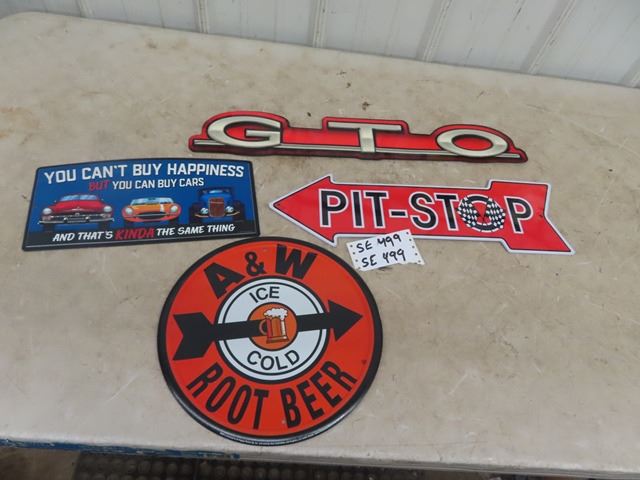 GTO
YOU CAN'T BUY HAPPINESS
BUT YOU CAN BUY CARS
AND THAT'S KINDA THE SAME THING
PIT-STOP
SE 499
SE 499
A&W
ICE
COLD
ROOT BEER